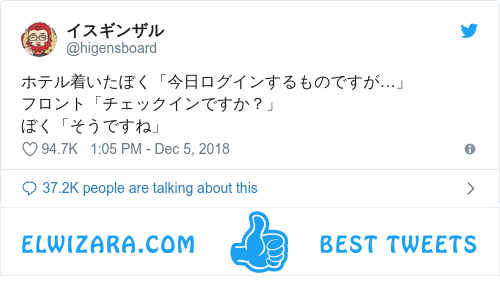 イスギンザル
@higensboard
ホテル着いたぼく「今日ログインするものですが…」
フロント「チェックインですか？」
ぼく「そうですね」
94.7K 1:05 PM - Dec 5, 2018
37.2K people are talking about this
ELWIZARA.COM BEST TWEETS